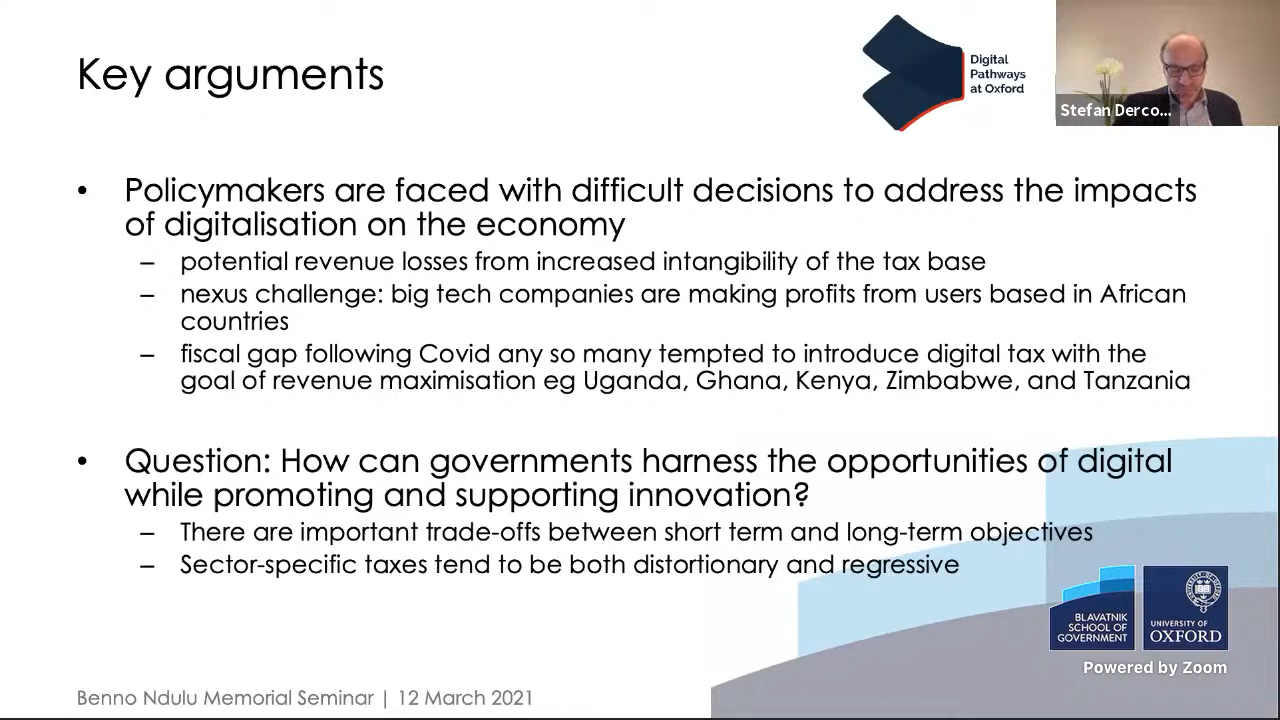 Key arguments
Digital
Pathways
at Oxford
Stefan Derco...
• Policymakers are faced with difficult decisions to address the impacts
of digitalisation on the economy
– potential revenue losses from increased intangibility of the tax base
– nexus challenge: big tech companies are making profits from users based in African
countries
– fiscal gap following Covid any so many tempted to introduce digital tax with the
goal of revenue maximisation eg Uganda, Ghana, Kenya, Zimbabwe, and Tanzania
• Question: How can governments harness the opportunities of digital
while promoting and supporting innovation?
– There are important trade-offs between short term and long-term objectives
– Sector-specific taxes tend to be both distortionary and regressive
BLAVATNIK
SCHOOL OF
GOVERNMENT
UNIVERSITY OF
OXFORD
Powered by Zoom
Benno Ndulu Memorial Seminar | 12 March 2021